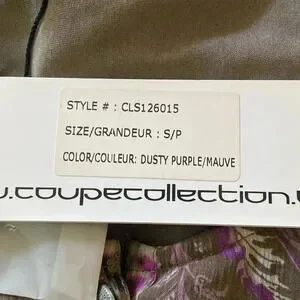 STYLE # : CLS126015
SIZE/GRANDEUR : S/P
COLOR/COULEUR: DUSTY PURPLE/MAUVE
.coupecollection.